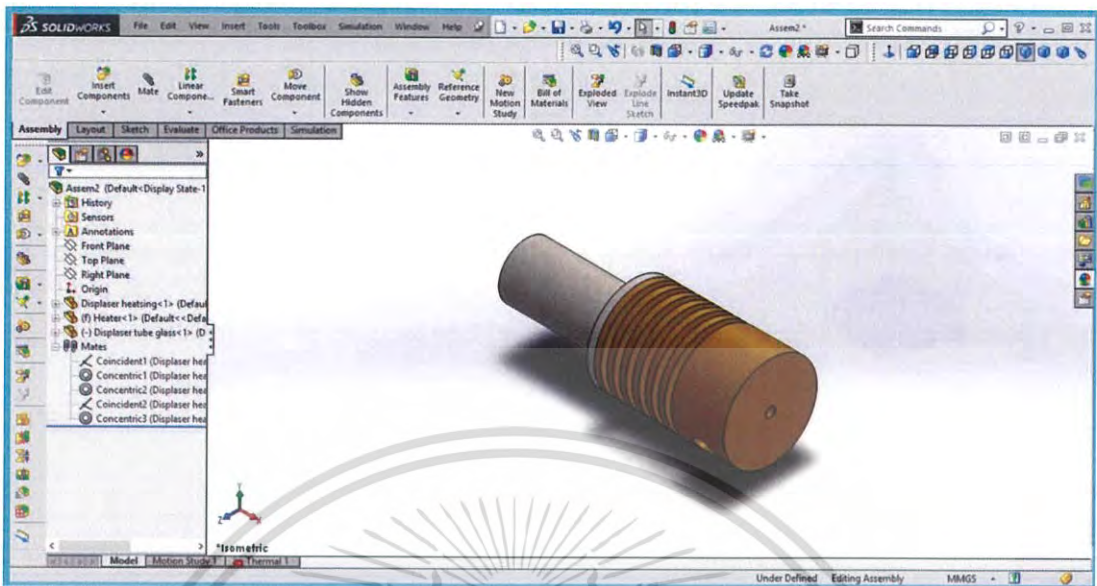 SOLIDWORKS File Edit View Insert Tools Toolbox Simulation Window Help Assem2 * Search Commands
Edit Component
Insert Components
Mate
Linear Compone...
Smart Fasteners
Move Component
Show Hidden Components
Assembly Features
Reference Geometry
New Motion Study
Bill of Materials
Exploded View
Explode Line Sketch
Instant3D
Update Speedpak
Take Snapshot
Assembly Layout Sketch Evaluate Office Products Simulation
Assem2 (Default<Display State-1
History
Sensors
Annotations
Front Plane
Top Plane
Right Plane
Origin
Displaser heatsing<1> (Defaul
(f) Heater<1> (Default<<Defa
(-) Displaser tube glass<1> (D
Mates
Coincident1 (Displaser hea
Concentric1 (Displaser hea
Concentric2 (Displaser hea
Coincident2 (Displaser hea
Concentric3 (Displaser hea
Y
Z X
*Isometric
Model Motion Study 1 Thermal 1
Under Defined Editing Assembly MMGS